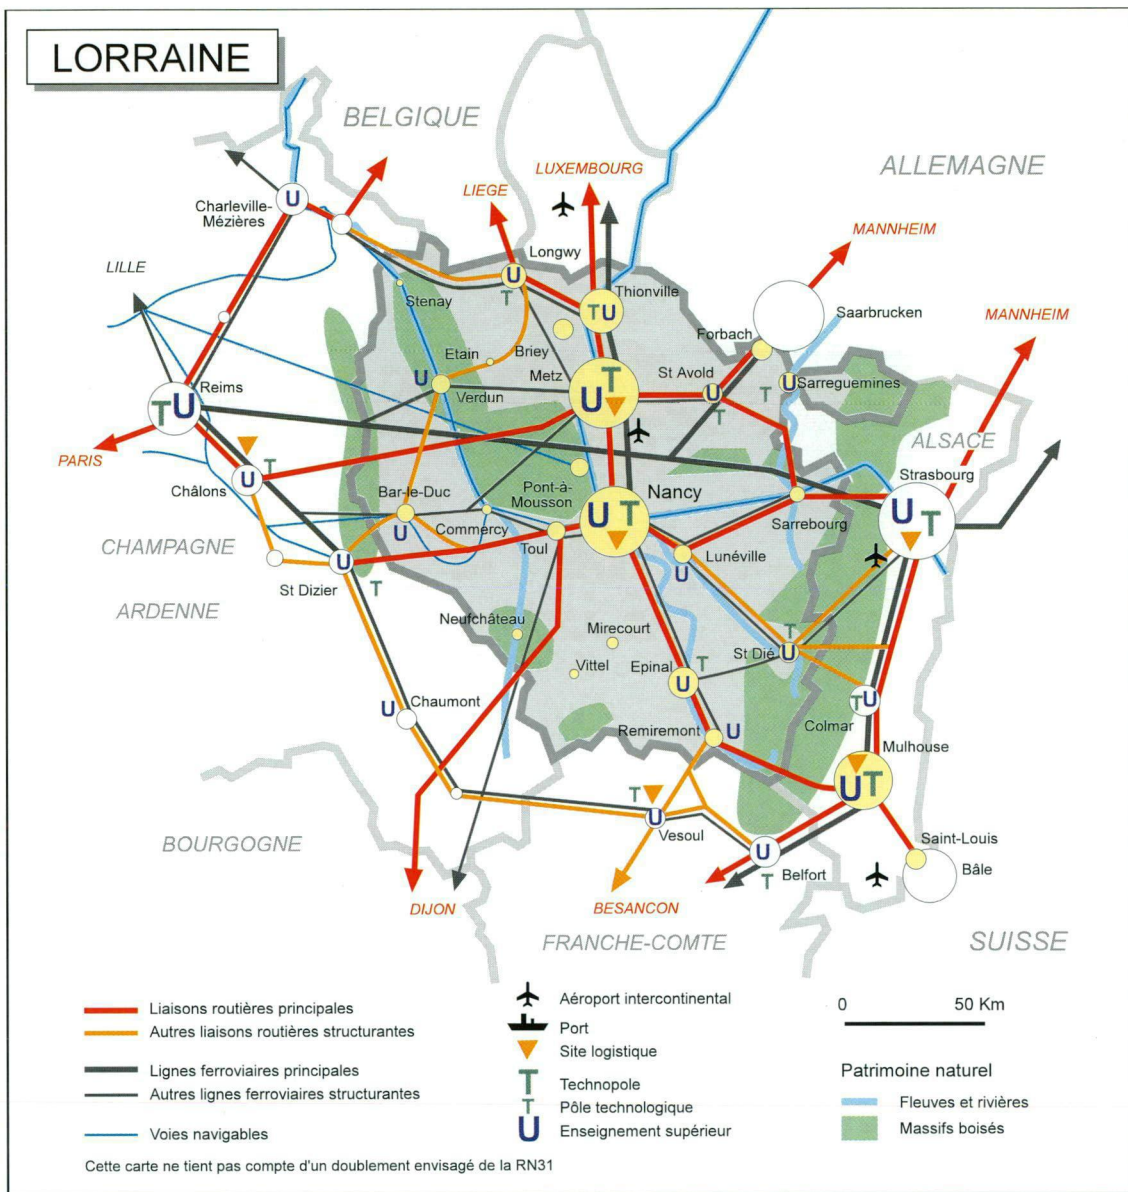 LORRAINE
BELGIQUE
ALLEMAGNE
LUXEMBOURG
LIEGE
U
Charleville-
Mézières
MANNHEIM
LILLE
Longwy
U
T
Thionville
T U
Stenay
Saarbrucken
MANNHEIM
Forbach
Etain
Briey
Metz
T
U
St Avold
U
T
U
Sarreguemines
T
U
Verdun
Reims
T U
PARIS
ALSACE
Strasbourg
U
T
T
U
Châlons
Bar-le-Duc
U
Pont-à-
Mousson
Nancy
U T
Commercy
Toul
Sarrebourg
Lunéville
U
CHAMPAGNE
ARDENNE
U
St Dizier
T
Neufchâteau
Mirecourt
Vittel
Epinal
U
T
St Dié
T
U
Chaumont
U
Remiremont
U
T U
Colmar
Mulhouse
U T
T
U
Vesoul
BOURGOGNE
U
Belfort
T
Saint-Louis
Bâle
DIJON
BESANCON
FRANCHE-COMTE
SUISSE
Liaisons routières principales
Autres liaisons routières structurantes
Lignes ferroviaires principales
Autres lignes ferroviaires structurantes
Voies navigables
Aéroport intercontinental
Port
Site logistique
T Technopole
T Pôle technologique
U Enseignement supérieur
0 50 Km
Patrimoine naturel
Fleuves et rivières
Massifs boisés
Cette carte ne tient pas compte d'un doublement envisagé de la RN31